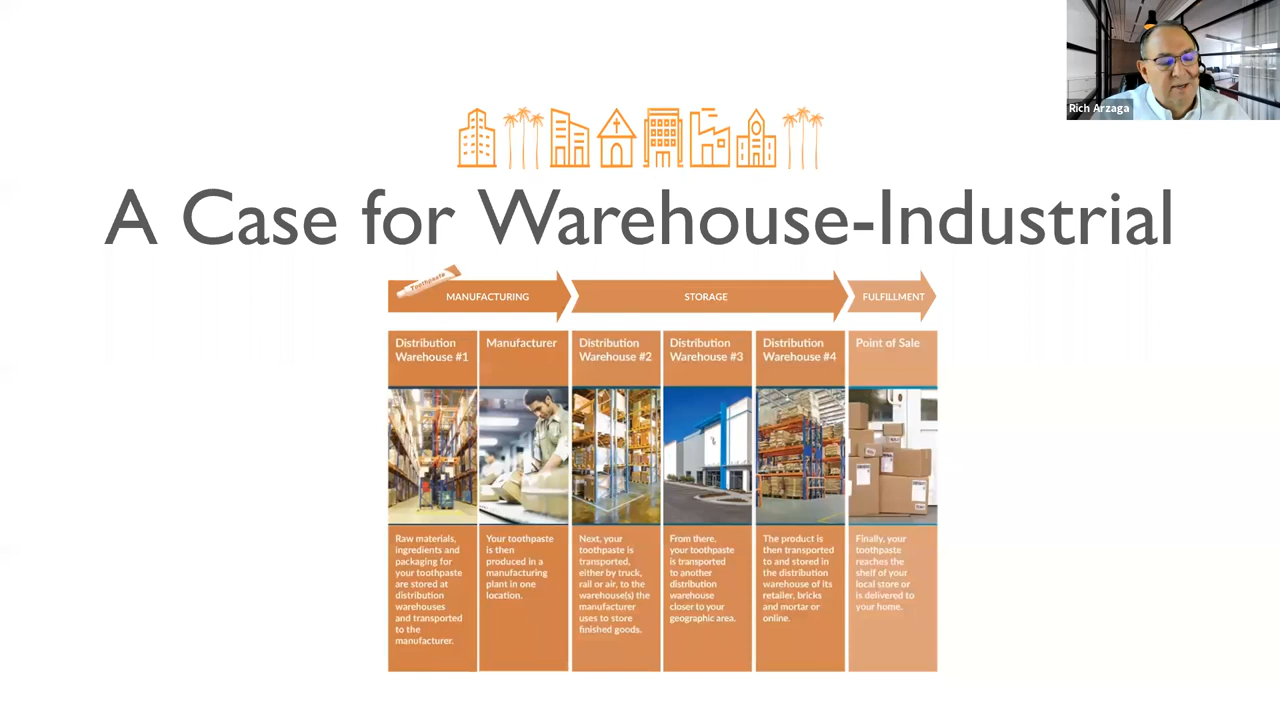 Rich Arzaga
A Case for Warehouse-Industrial
Toothpaste
MANUFACTURING
STORAGE
FULFILLMENT
Distribution
Warehouse #1
Raw materials,
ingredients and
packaging for
your toothpaste
are stored at
distribution
warehouses
and transported
to the
manufacturer.
Manufacturer
Your toothpaste
is then
produced in a
manufacturing
plant in one
location.
Distribution
Warehouse #2
Next, your
toothpaste is
transported,
either by truck,
rail or air, to the
warehouse(s) the
manufacturer
uses to store
finished goods.
Distribution
Warehouse #3
From there,
your toothpaste
is transported
to another
distribution
warehouse
closer to your
geographic area.
Distribution
Warehouse #4
The product is
then transported
to and stored in
the distribution
warehouse of its
retailer, bricks
and mortar or
online.
Point of Sale
Finally, your
toothpaste
reaches the
shelf of your
local store or
is delivered to
your home.